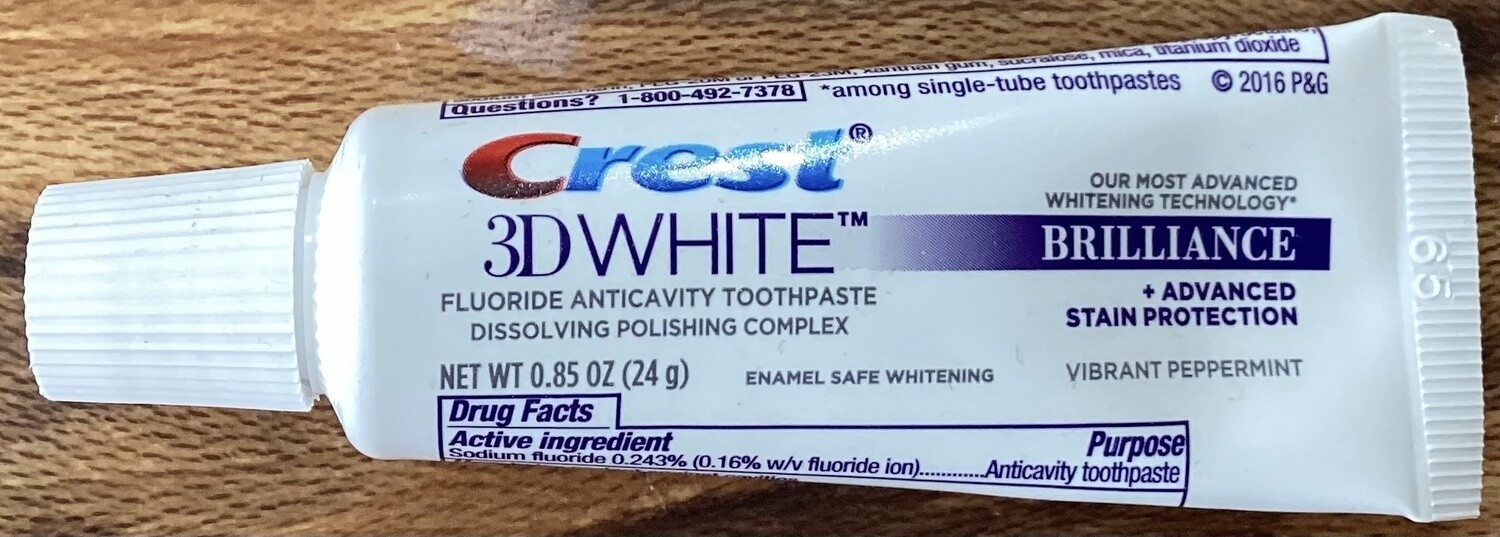 xanthan gum, sucralose, mica, titanium dioxide
Questions? 1-800-492-7378 *among single-tube toothpastes © 2016 P&G
Crest®
3DWHITE™
FLUORIDE ANTICAVITY TOOTHPASTE
DISSOLVING POLISHING COMPLEX
OUR MOST ADVANCED
WHITENING TECHNOLOGY*
BRILLIANCE
+ ADVANCED
STAIN PROTECTION
NET WT 0.85 OZ (24 g) ENAMEL SAFE WHITENING VIBRANT PEPPERMINT
Drug Facts
Active ingredient Purpose
Sodium fluoride 0.243% (0.16% w/v fluoride ion)............Anticavity toothpaste
65